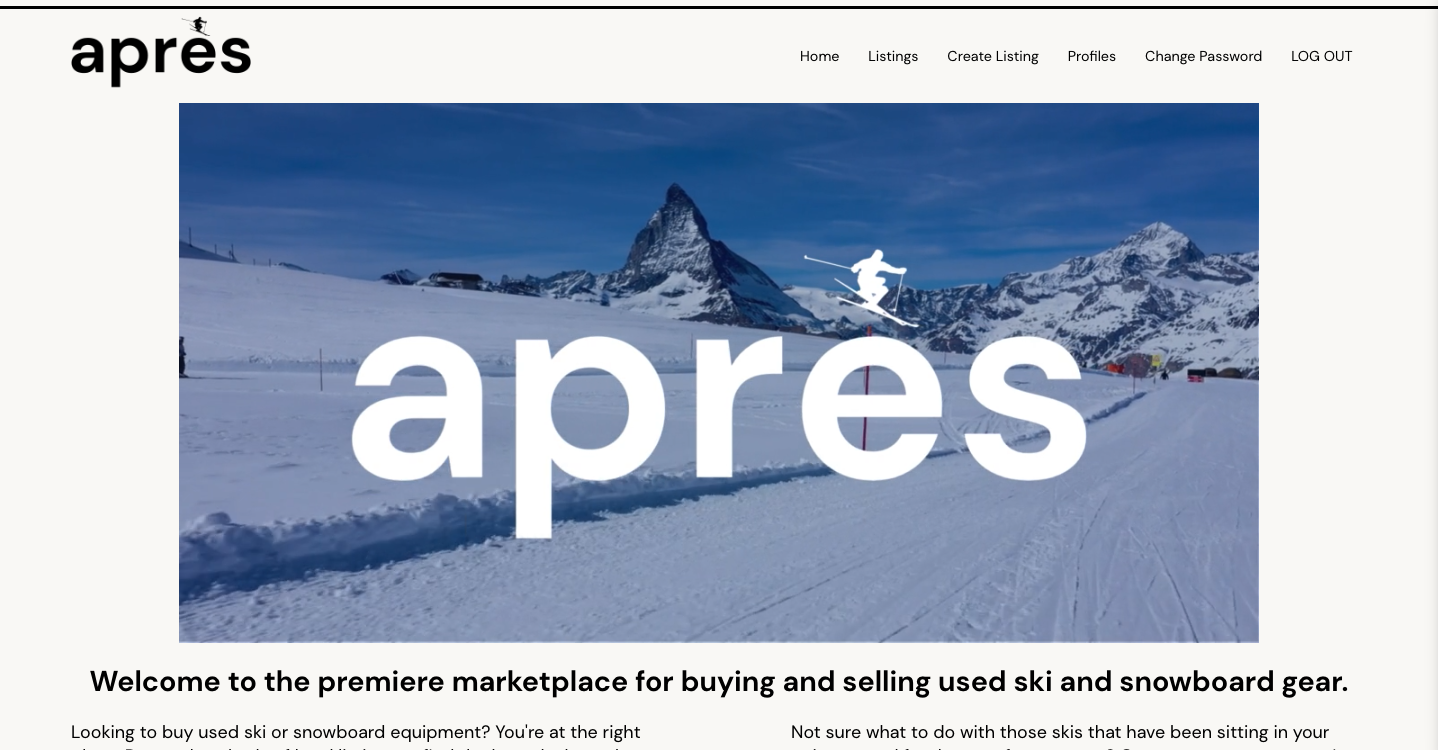 apres
Home Listings Create Listing Profiles Change Password LOG OUT
apres
Welcome to the premiere marketplace for buying and selling used ski and snowboard gear.
Looking to buy used ski or snowboard equipment? You're at the right
Not sure what to do with those skis that have been sitting in your